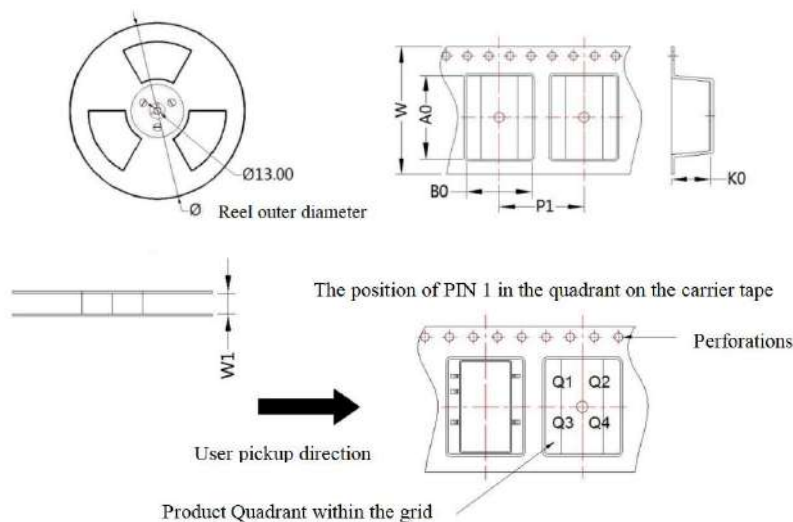 Ø13.00
Ø Reel outer diameter
W
A0
B0
P1
K0
W1
The position of PIN 1 in the quadrant on the carrier tape
Perforations
Q1 Q2
Q3 Q4
User pickup direction
Product Quadrant within the grid